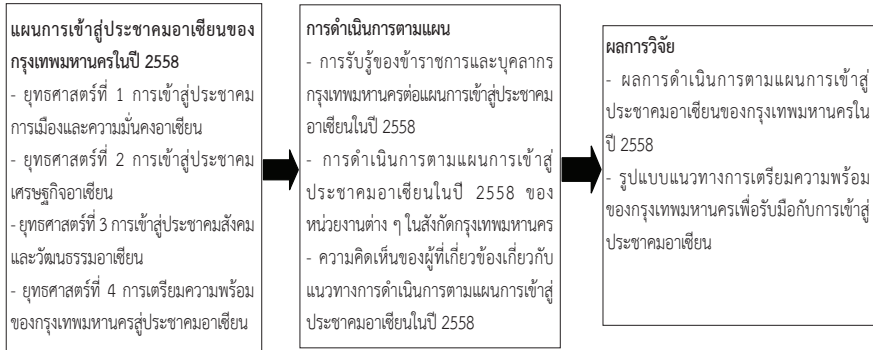 แผนการเข้าสู่ประชาคมอาเซียนของ
กรุงเทพมหานครในปี 2558
- ยุทธศาสตร์ที่ 1 การเข้าสู่ประชาคม
การเมืองและความมั่นคงอาเซียน
- ยุทธศาสตร์ที่ 2 การเข้าสู่ประชาคม
เศรษฐกิจอาเซียน
- ยุทธศาสตร์ที่ 3 การเข้าสู่ประชาคมสังคม
และวัฒนธรรมอาเซียน
- ยุทธศาสตร์ที่ 4 การเตรียมความพร้อม
ของกรุงเทพมหานครสู่ประชาคมอาเซียน
การดำเนินการตามแผน
- การรับรู้ของข้าราชการและบุคลากร
กรุงเทพมหานครต่อแผนการเข้าสู่ประชาคม
อาเซียนในปี 2558
- การดำเนินการตามแผนการเข้าสู่
ประชาคมอาเซียนในปี 2558 ของ
หน่วยงานต่าง ๆ ในสังกัดกรุงเทพมหานคร
- ความคิดเห็นของผู้ที่เกี่ยวข้องเกี่ยวกับ
แนวทางการดำเนินการตามแผนการเข้าสู่
ประชาคมอาเซียนในปี 2558
ผลการวิจัย
- ผลการดำเนินการตามแผนการเข้าสู่
ประชาคมอาเซียนของกรุงเทพมหานครใน
ปี 2558
- รูปแบบแนวทางการเตรียมความพร้อม
ของกรุงเทพมหานครเพื่อรับมือกับการเข้าสู่
ประชาคมอาเซียน